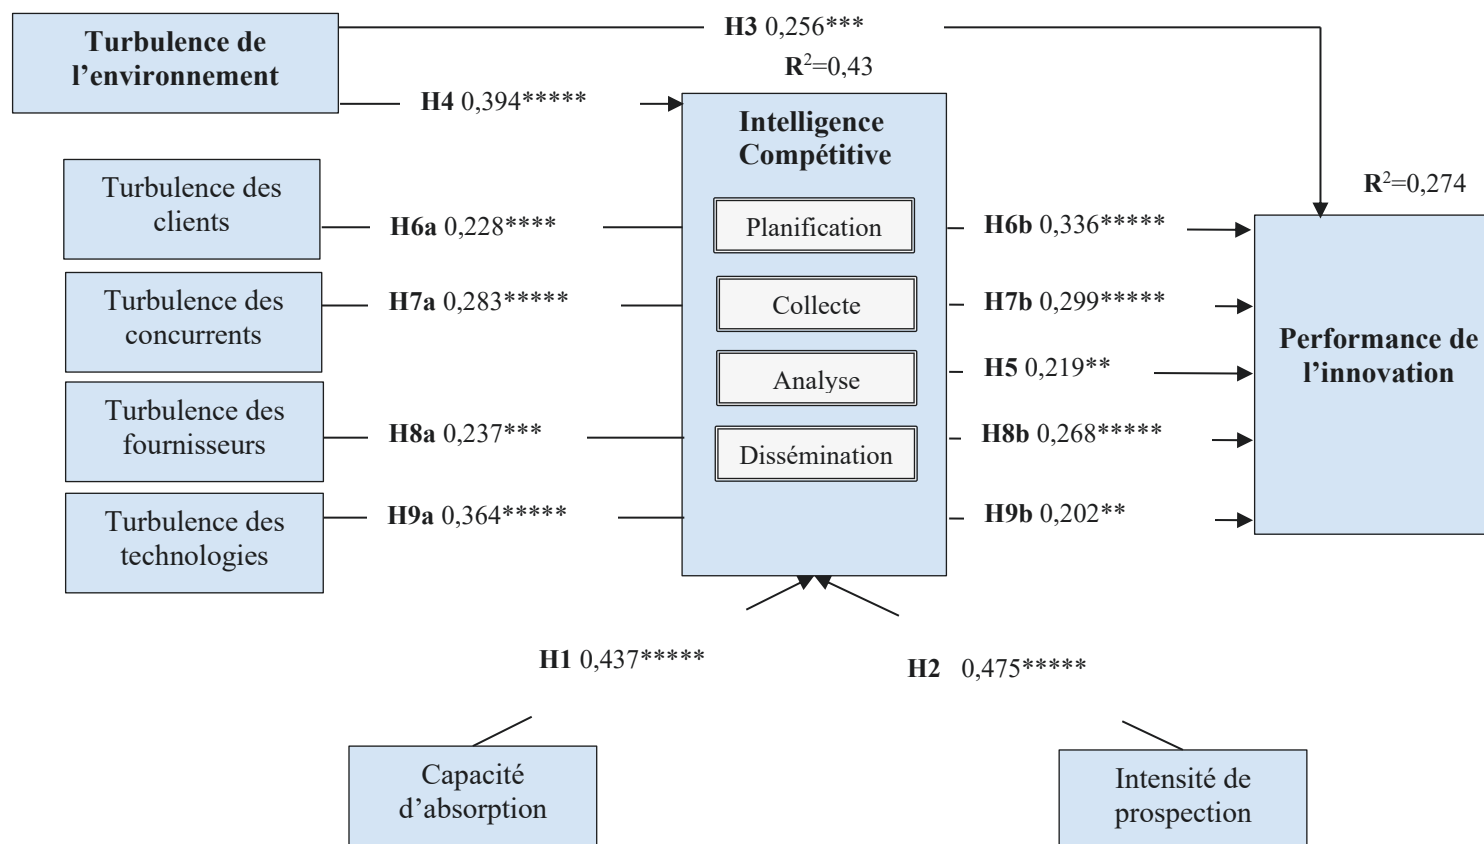 Turbulence de
l’environnement
H3 0,256***
R²=0,43
H4 0,394*****
Intelligence
Compétitive
R²=0,274
Turbulence des
clients
H6a 0,228****
Planification
H6b 0,336*****
Turbulence des
concurrents
H7a 0,283*****
Collecte
H7b 0,299*****
Performance de
l’innovation
Analyse
H5 0,219**
Turbulence des
fournisseurs
H8a 0,237***
Dissémination
H8b 0,268*****
Turbulence des
technologies
H9a 0,364*****
H9b 0,202**
H1 0,437*****
H2 0,475*****
Capacité
d’absorption
Intensité de
prospection